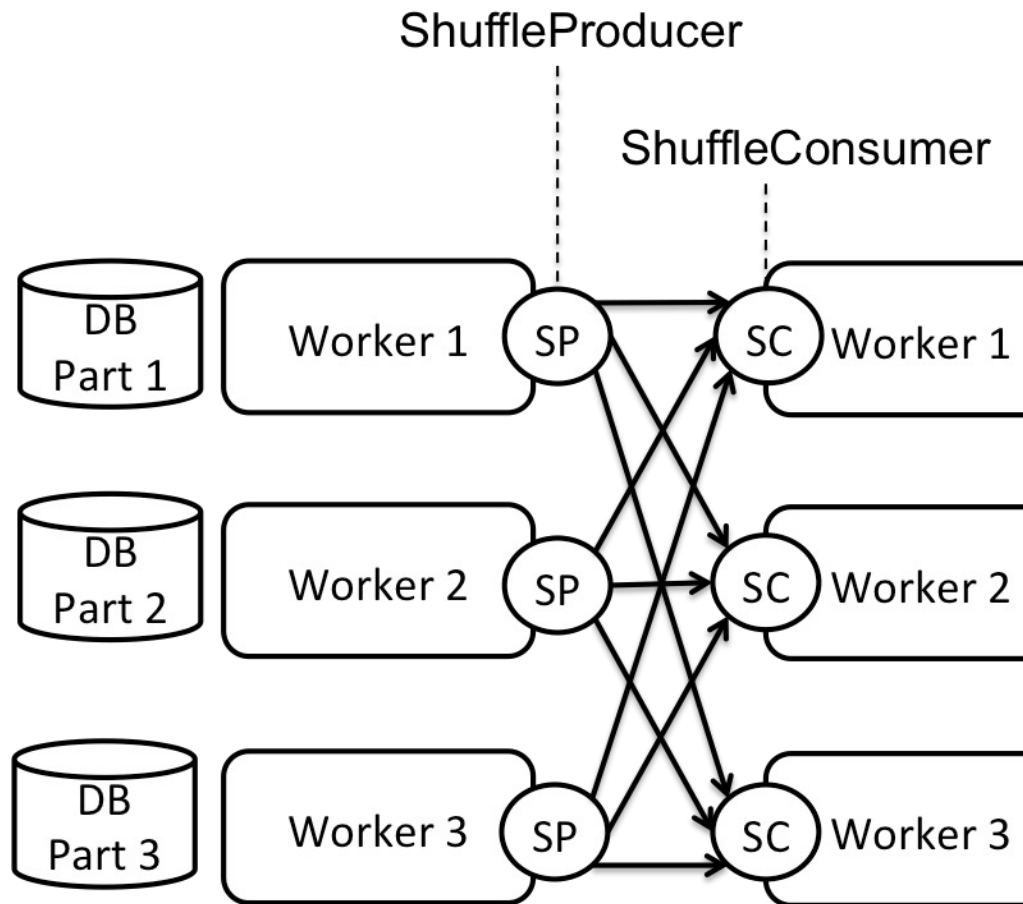 ShuffleProducer
ShuffleConsumer
DB
Part 1
Worker 1
SP
SC
Worker 1
DB
Part 2
Worker 2
SP
SC
Worker 2
DB
Part 3
Worker 3
SP
SC
Worker 3